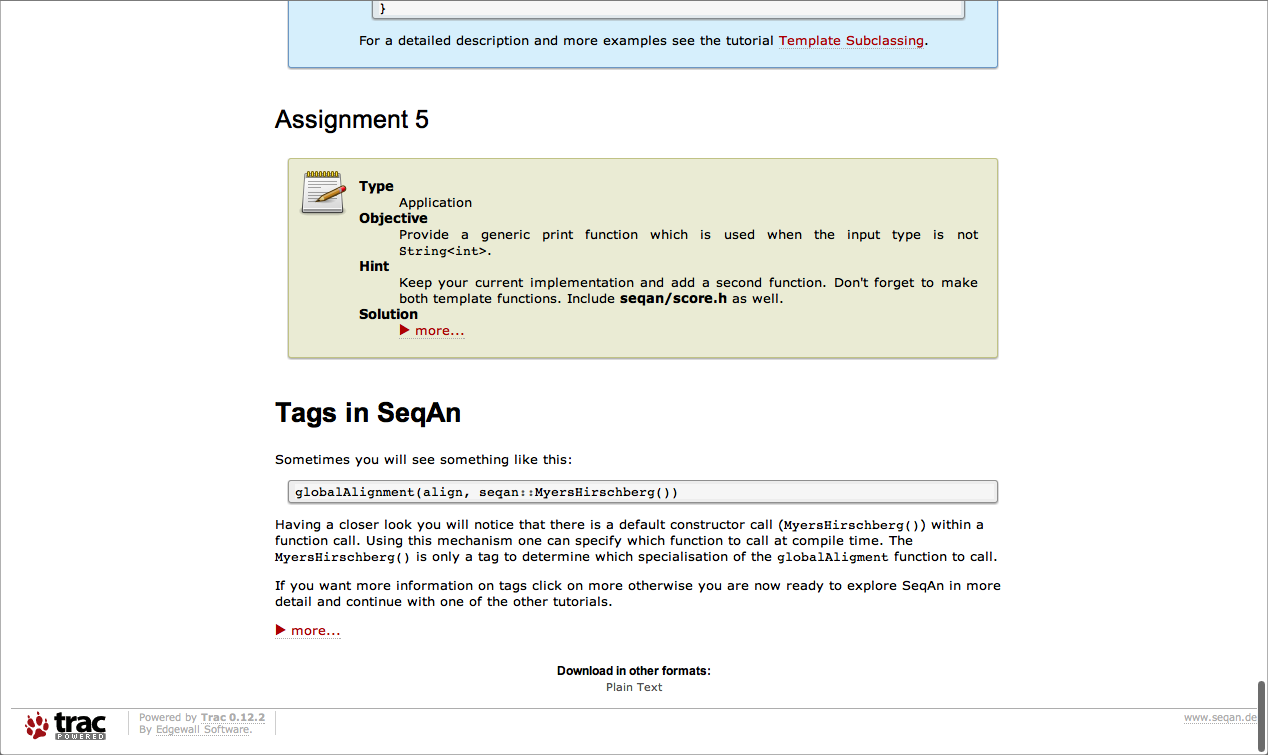 }
For a detailed description and more examples see the tutorial Template Subclassing.
Assignment 5
Type
Application
Objective
Provide a generic print function which is used when the input type is not
String<int>.
Hint
Keep your current implementation and add a second function. Don't forget to make
both template functions. Include seqan/score.h as well.
Solution
more...
Tags in SeqAn
Sometimes you will see something like this:
globalAlignment(align, seqan::MyersHirschberg())
Having a closer look you will notice that there is a default constructor call (MyersHirschberg()) within a
function call. Using this mechanism one can specify which function to call at compile time. The
MyersHirschberg() is only a tag to determine which specialisation of the globalAligment function to call.
If you want more information on tags click on more otherwise you are now ready to explore SeqAn in more
detail and continue with one of the other tutorials.
more...
Download in other formats:
Plain Text
trac
POWERED
Powered by Trac 0.12.2
By Edgewall Software.
www.seqan.de